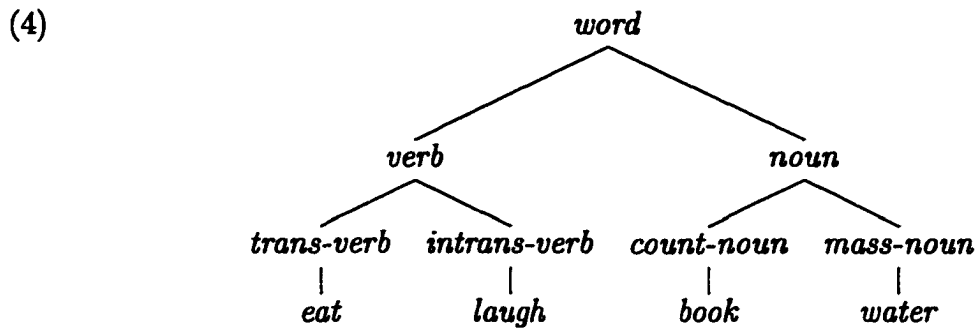 (4) word
verb noun
trans-verb intrans-verb count-noun mass-noun
eat laugh book water